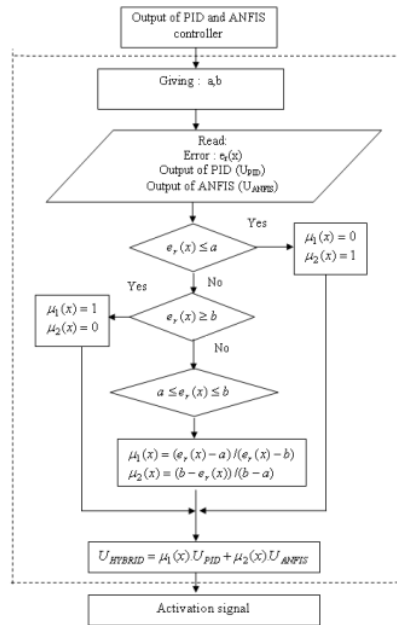 Output of PID and ANFIS
controller
Giving : a,b
Read:
Error : e_r(x)
Output of PID (U_PID)
Output of ANFIS (U_ANFIS)
e_r(x) ≤ a
Yes
μ_1(x) = 0
μ_2(x) = 1
No
e_r(x) ≥ b
Yes
μ_1(x) = 1
μ_2(x) = 0
No
a ≤ e_r(x) ≤ b
μ_1(x) = (e_r(x) − a)/(e_r(x) − b)
μ_2(x) = (b − e_r(x))/(b − a)
U_HYBRID = μ_1(x).U_PID + μ_2(x).U_ANFIS
Activation signal